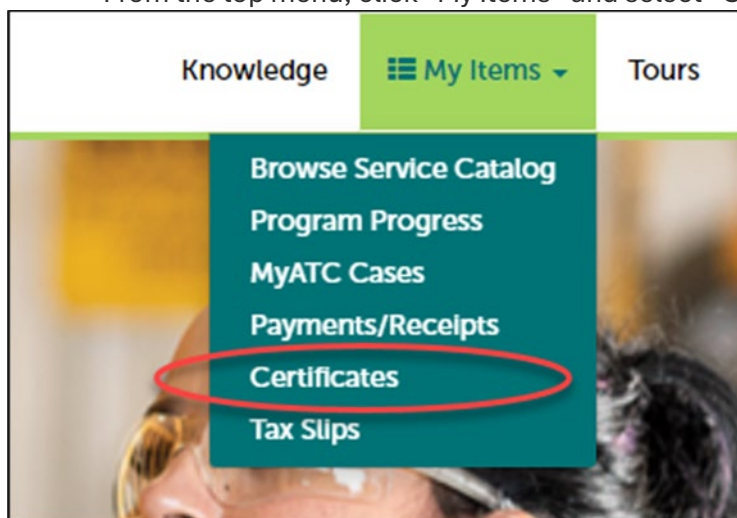 Knowledge My Items Tours
Browse Service Catalog
Program Progress
MyATC Cases
Payments/Receipts
Certificates
Tax Slips